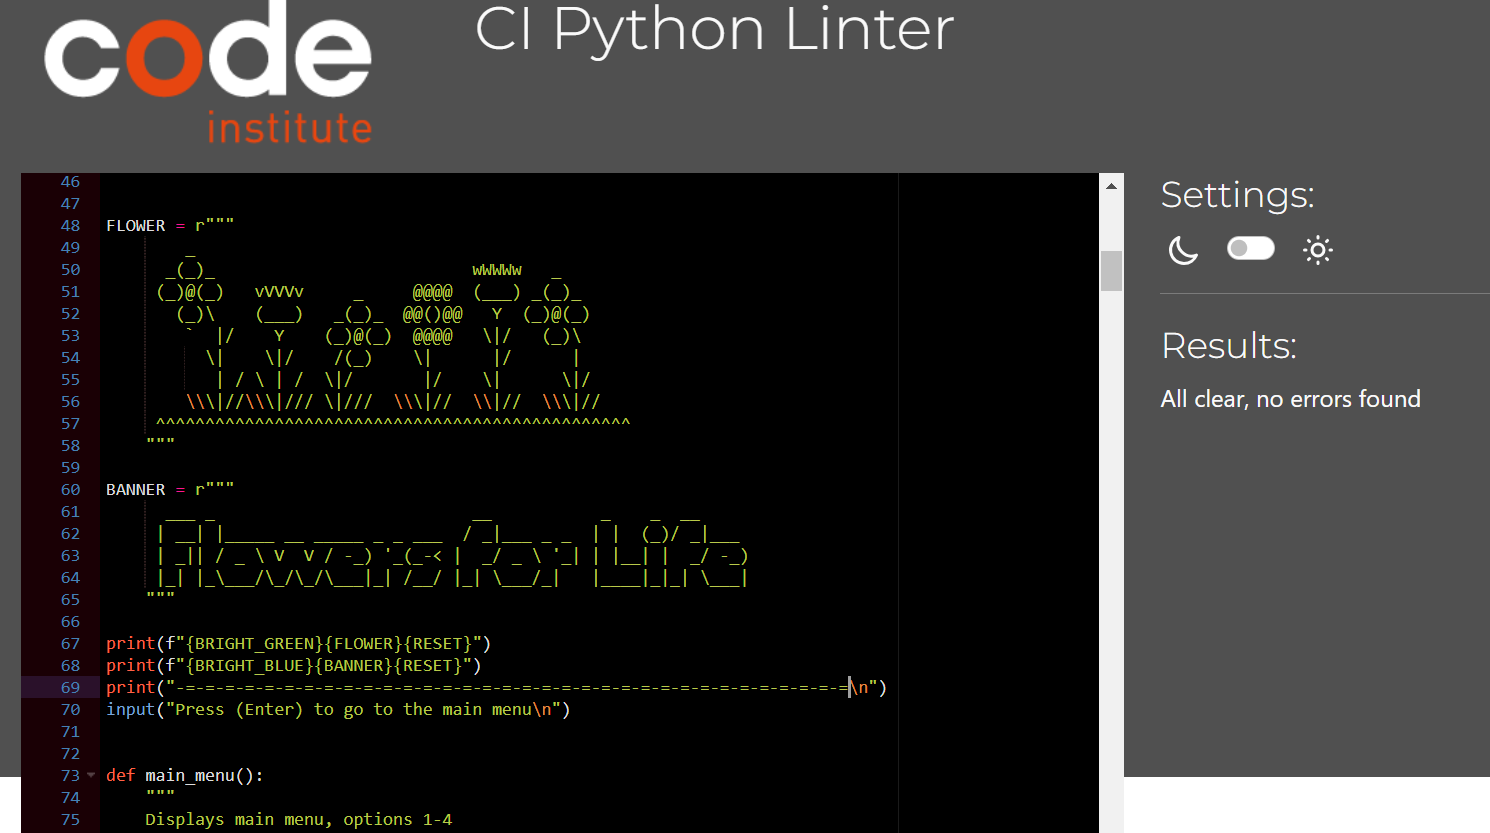 code
institute
CI Python Linter
46
47
48 FLOWER = r"""
49          _
50        _(_)_                          wWWWw   _
51       (_)@(_)   vVVVv     _     @@@@  (___) _(_)_
52         (_)\    (___)   _(_)_  @@()@@   Y  (_)@(_)
53          `  |/    Y    (_)@(_)  @@@@   \|/   (_)\
54            \|    \|/    /(_)    \|      |/      |
55             | / \ | /  \|/       |/    \|      \|/
56          \\\|//\\\|/// \|///  \\\|//  \\|//  \\\|//
57       ^^^^^^^^^^^^^^^^^^^^^^^^^^^^^^^^^^^^^^^^^^^^^^^^
58     """
59
60 BANNER = r"""
61       ___ _                          __           _    _  __
62      | __| |_____ __ _____ _ _ ___  / _|___ _ _  | |  (_)/ _|___
63      | _|| / _ \ V  V / -_) '_(_-< |  _/ _ \ '_| | |__| |  _/ -_)
64      |_| |_\___/\_/\_/\___|_| /__/ |_| \___/_|   |____|_|_| \___|
65     """
66
67 print(f"{BRIGHT_GREEN}{FLOWER}{RESET}")
68 print(f"{BRIGHT_BLUE}{BANNER}{RESET}")
69 print("-=-=-=-=-=-=-=-=-=-=-=-=-=-=-=-=-=-=-=-=-=-=-=-=-=-=-=-=-=-=-=-=-=-=\n")
70 input("Press (Enter) to go to the main menu\n")
71
72
73 def main_menu():
74     """
75     Displays main menu, options 1-4
Settings:
Results:
All clear, no errors found